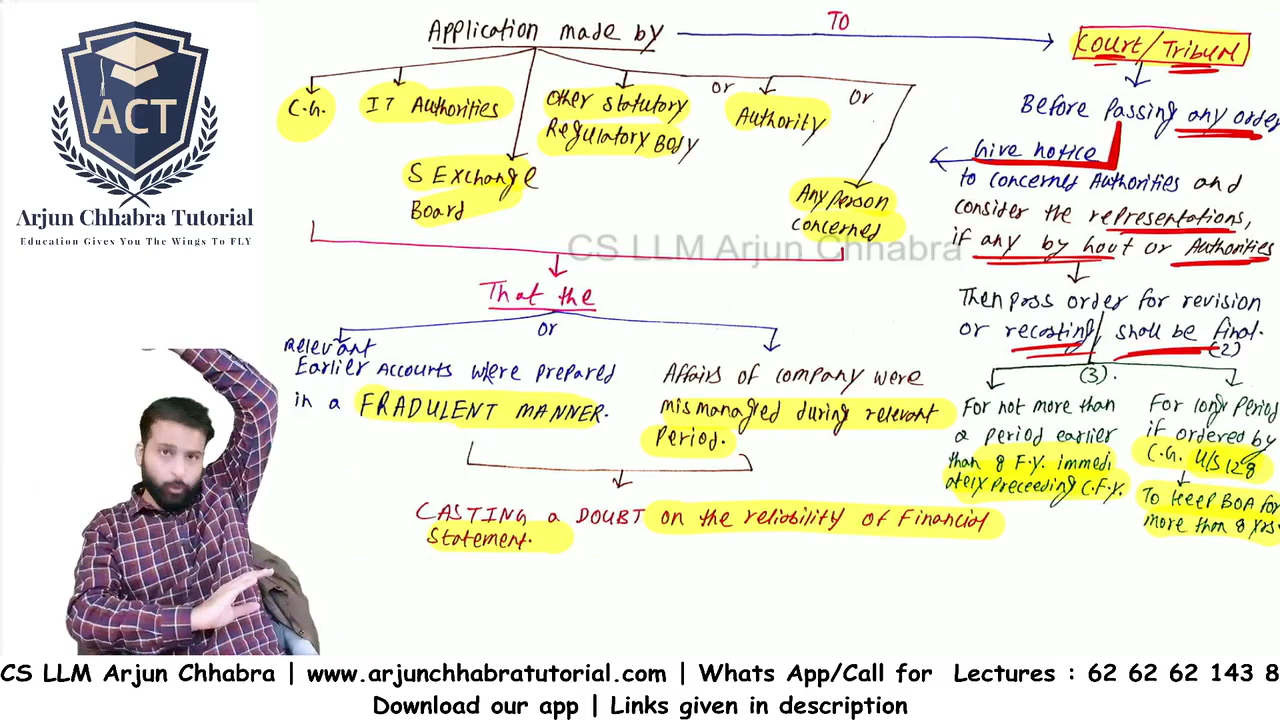 ACT
Arjun Chhabra Tutorial
Education Gives You The Wings To FLY
Application made by
TO
Court/Tribunal
C.G.
IT Authorities
Other statutory
Regulatory Body
or
Authority
or
S Exchange
Board
Any person
concerned
Before passing any order
Give notice
to concerned Authorities and
consider the representations,
if any by hovt or Authorities
CS LLM Arjun Chhabra
That the
or
relevant
Earlier Accounts were prepared
in a FRADULENT MANNER.
Affairs of company were
mismanaged during relevant
Period.
Then pass order for revision
or recasting, shall be final.
(2)
(3).
For not more than
a period earlier
than 8 F.Y. immedi
ately Preceeding C.F.Y.
For long Period
if ordered by
C.G. U/S 128
To Keep BOA for
more than 8 yrs.
CASTING a DOUBT on the reliability of Financial
Statement.
CS LLM Arjun Chhabra | www.arjunchhabratutorial.com | Whats App/Call for Lectures : 62 62 62 143 8
Download our app | Links given in description